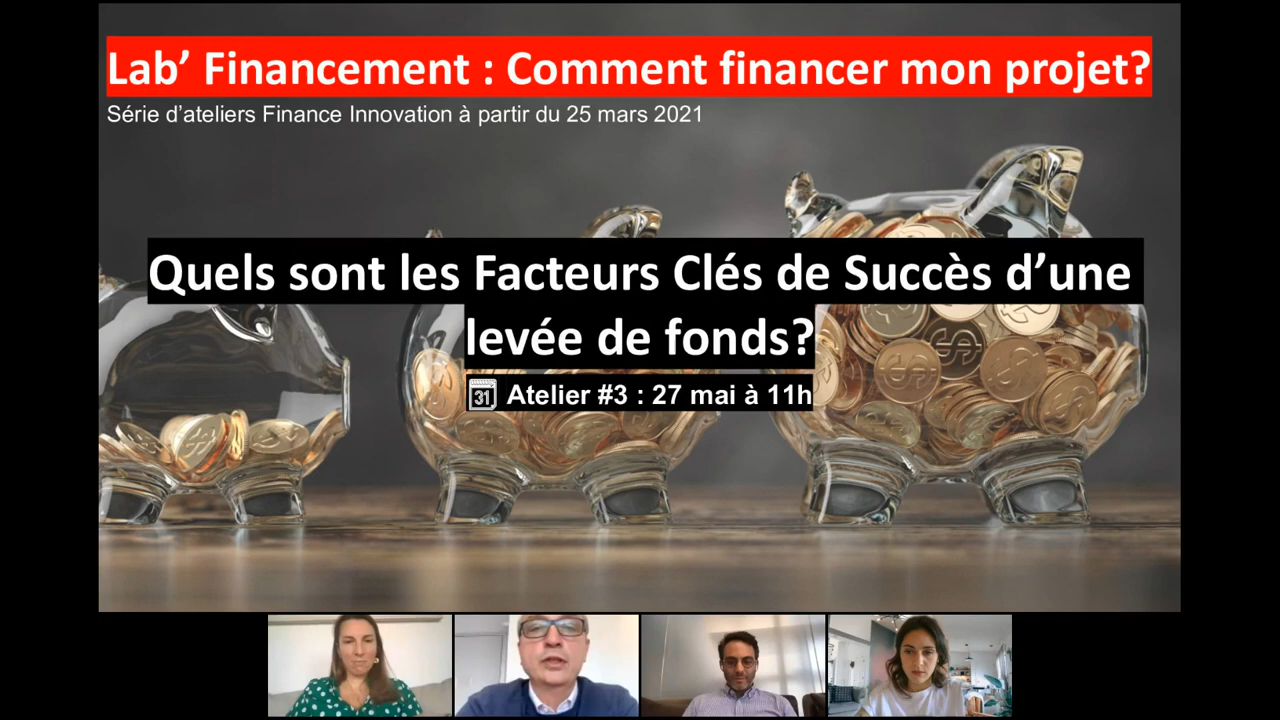 Lab’ Financement : Comment financer mon projet?
Série d’ateliers Finance Innovation à partir du 25 mars 2021
Quels sont les Facteurs Clés de Succès d’une
levée de fonds?
31 Atelier #3 : 27 mai à 11h